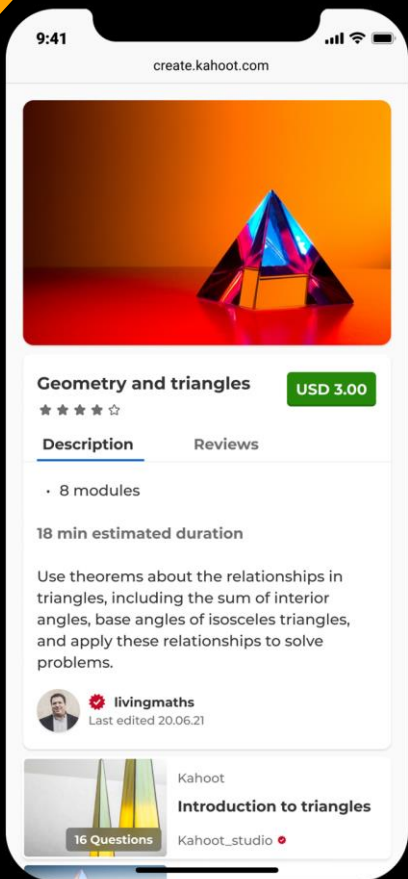 9:41
create.kahoot.com
Geometry and triangles
USD 3.00
Description
Reviews
• 8 modules
18 min estimated duration
Use theorems about the relationships in
triangles, including the sum of interior
angles, base angles of isosceles triangles,
and apply these relationships to solve
problems.
livingmaths
Last edited 20.06.21
Kahoot
Introduction to triangles
16 Questions
Kahoot_studio